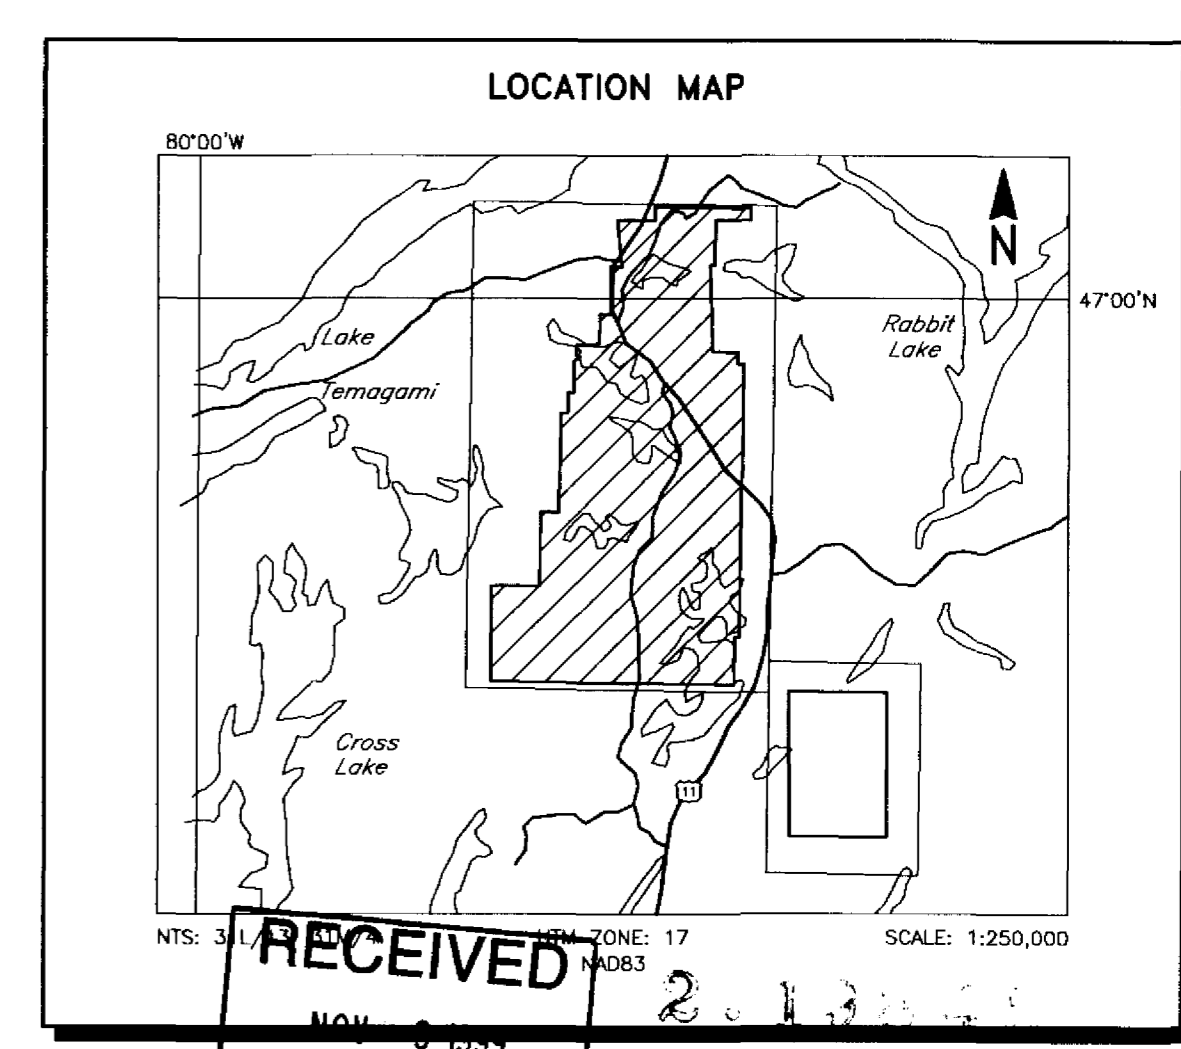 LOCATION MAP
80°00'W
N
47°00'N
Lake
Temagami
Rabbit
Lake
Cross
Lake
11
NTS:
UTM ZONE: 17
SCALE: 1:250,000
NAD83
RECEIVED
NOV